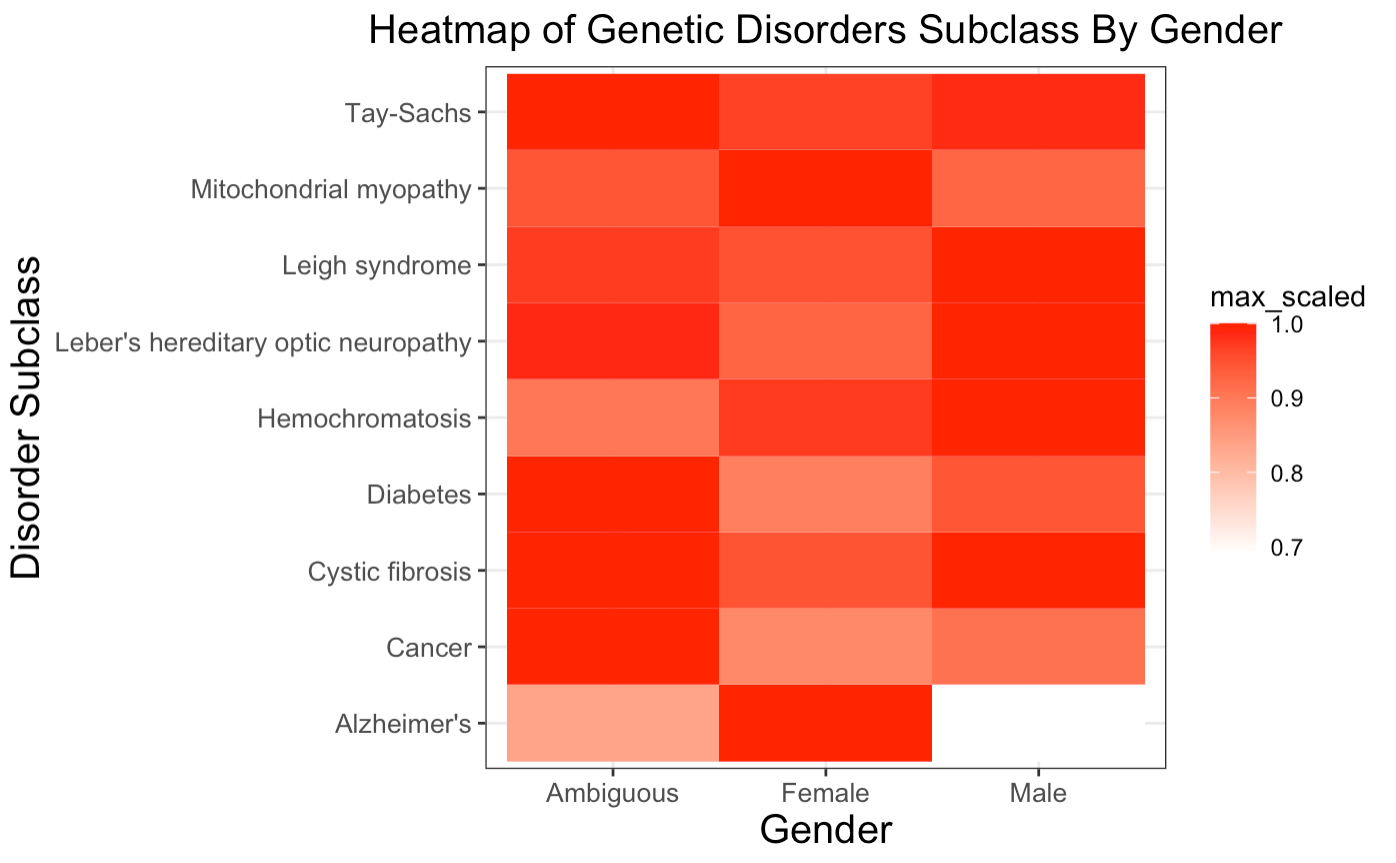 Heatmap of Genetic Disorders Subclass By Gender
Disorder Subclass
Tay-Sachs
Mitochondrial myopathy
Leigh syndrome
Leber's hereditary optic neuropathy
Hemochromatosis
Diabetes
Cystic fibrosis
Cancer
Alzheimer's
Ambiguous Female Male
Gender
max_scaled
1.0
0.9
0.8
0.7